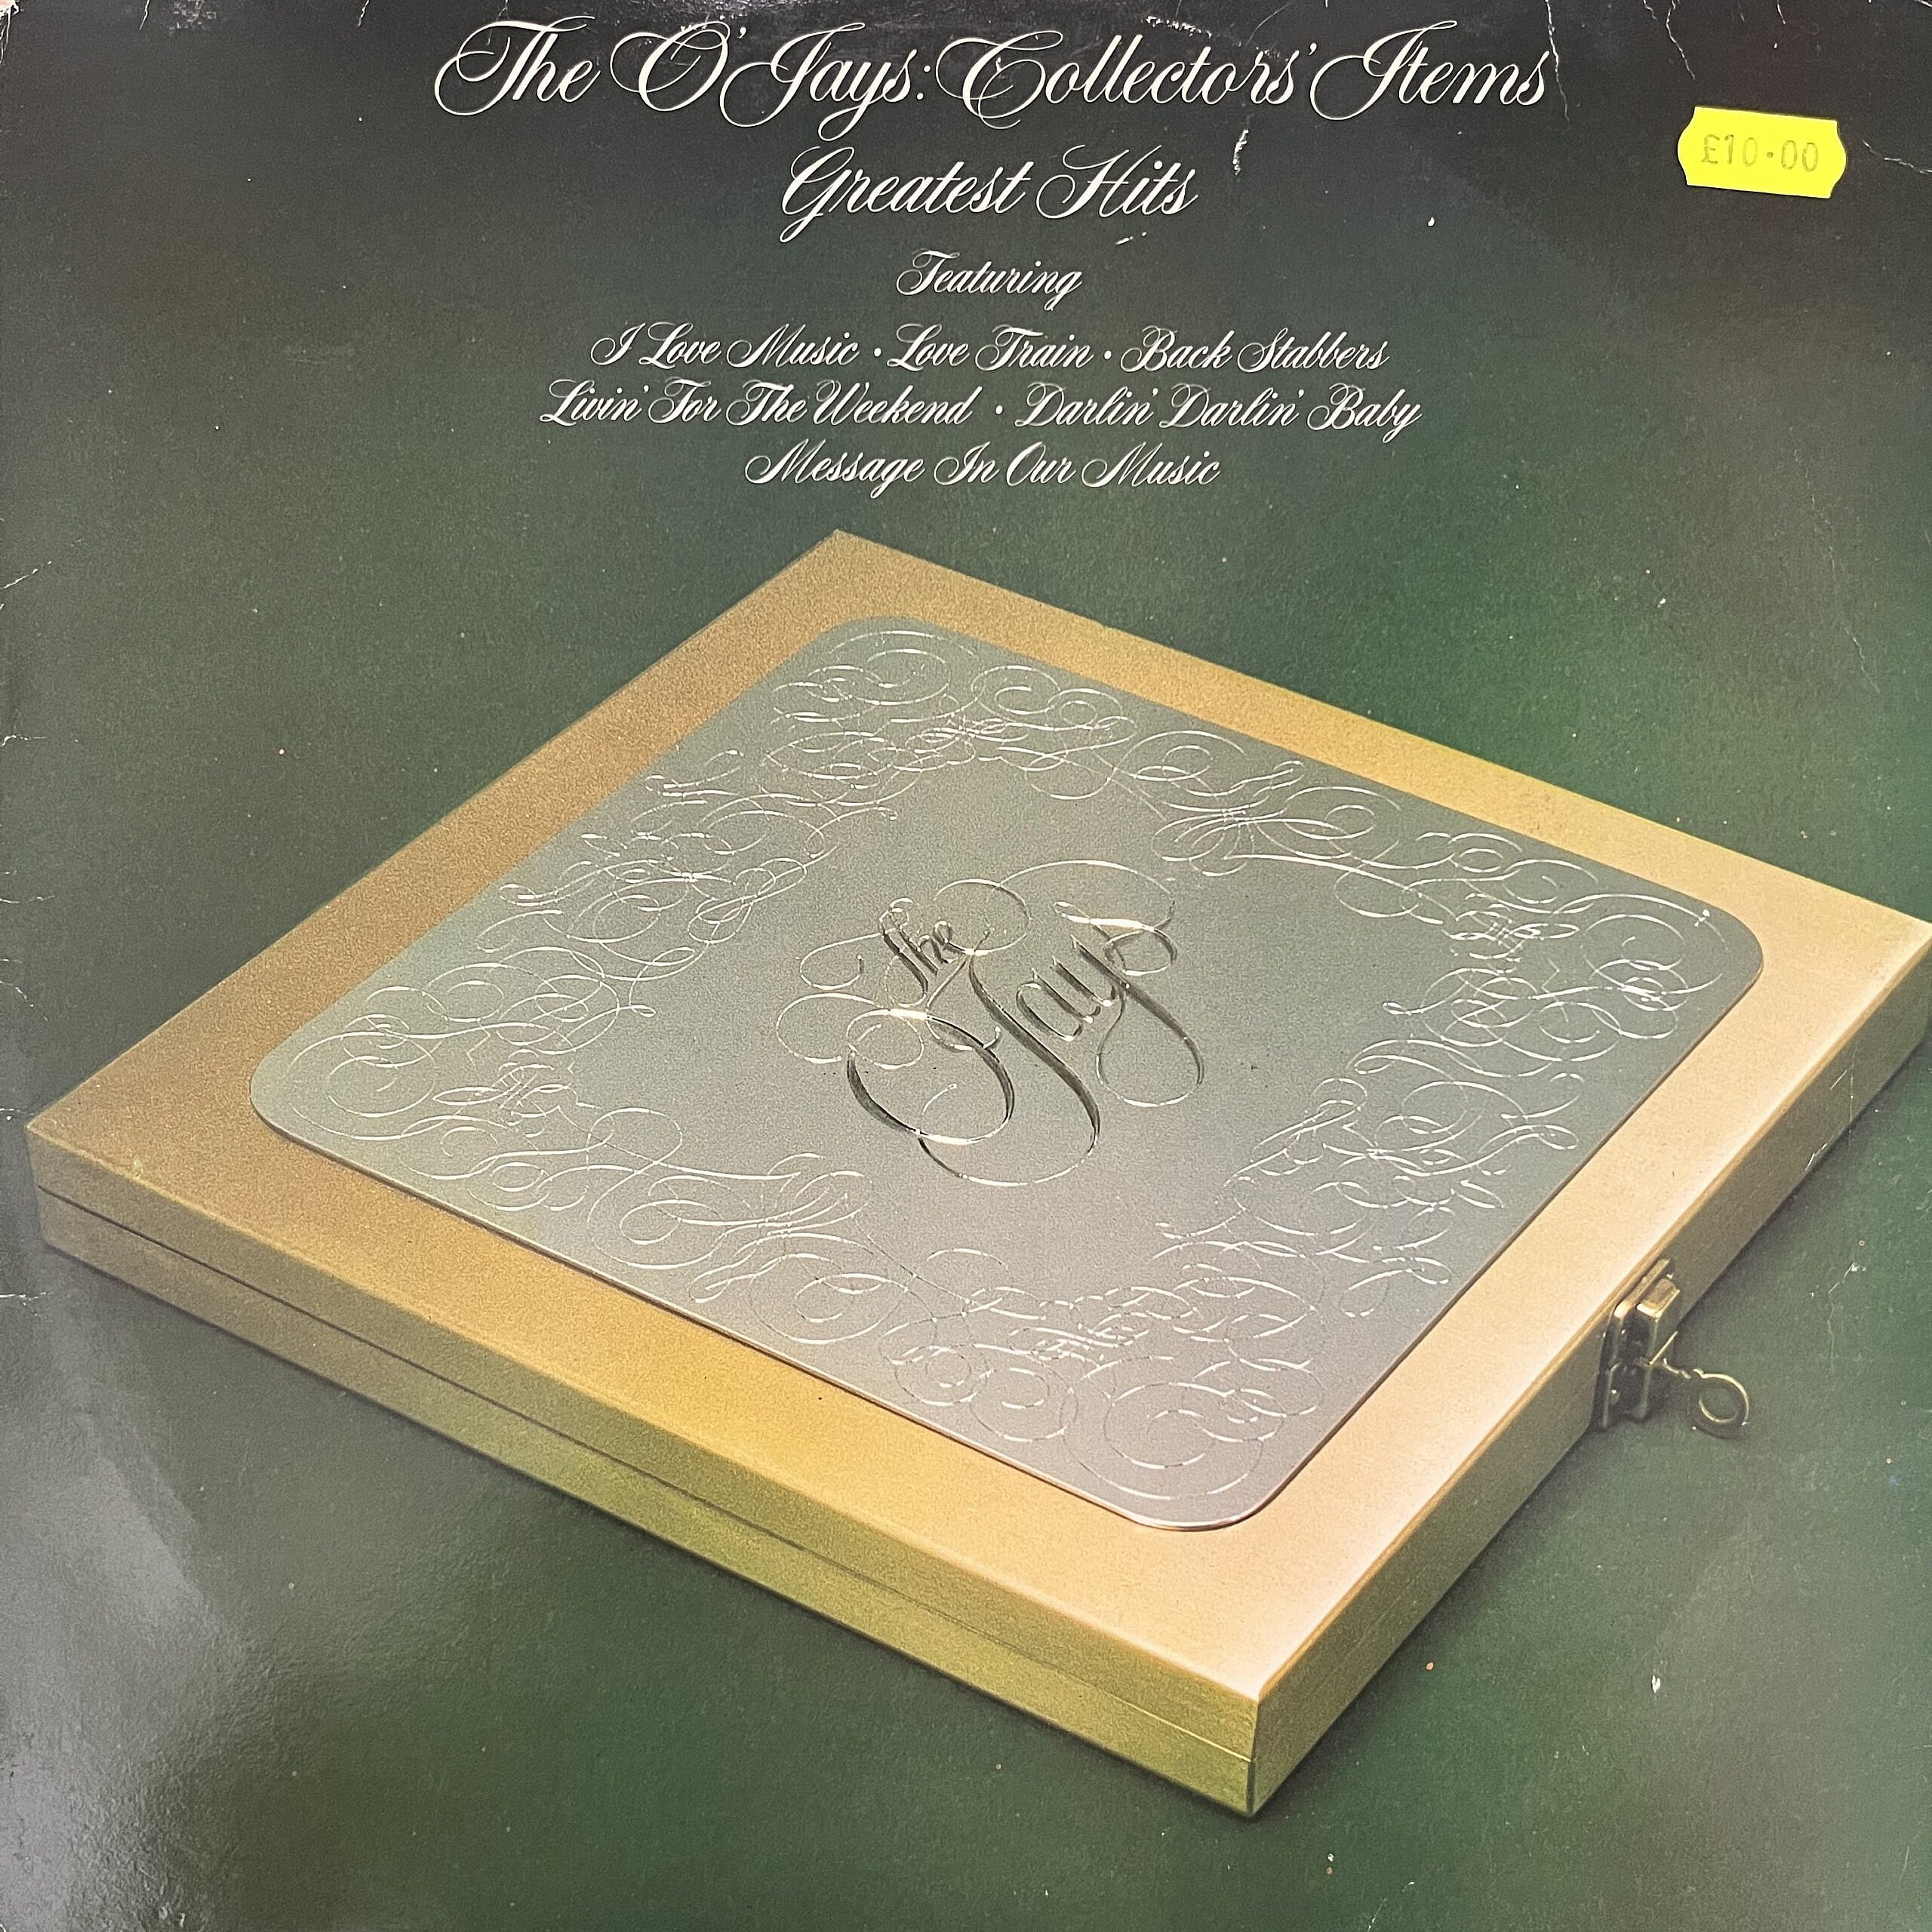 The O'Jays: Collectors' Items
£10.00
Greatest Hits
Featuring
I Love Music • Love Train • Back Stabbers
Livin' For The Weekend • Darlin' Darlin' Baby
Message In Our Music
The
O'Jays